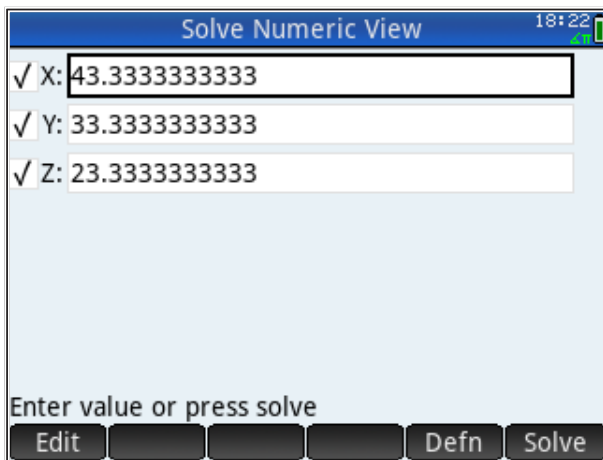 Solve Numeric View
18:22
∡π
√ X: 43.3333333333
√ Y: 33.3333333333
√ Z: 23.3333333333
Enter value or press solve
Edit Defn Solve